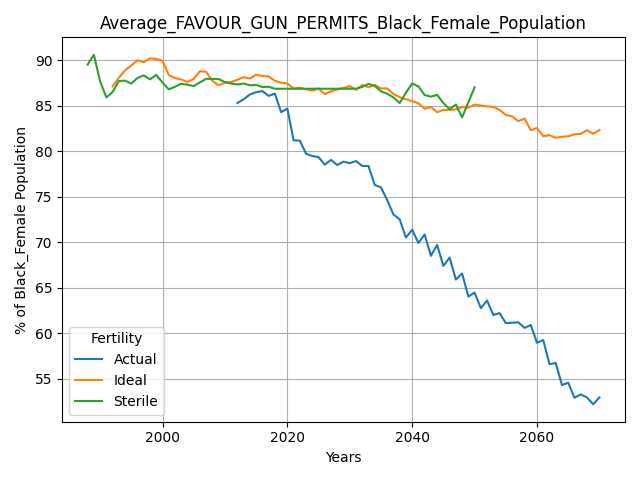 Average_FAVOUR_GUN_PERMITS_Black_Female_Population
% of Black_Female Population
90
85
80
75
70
65
60
55
Fertility
Actual
Ideal
Sterile
2000
2020
2040
2060
Years